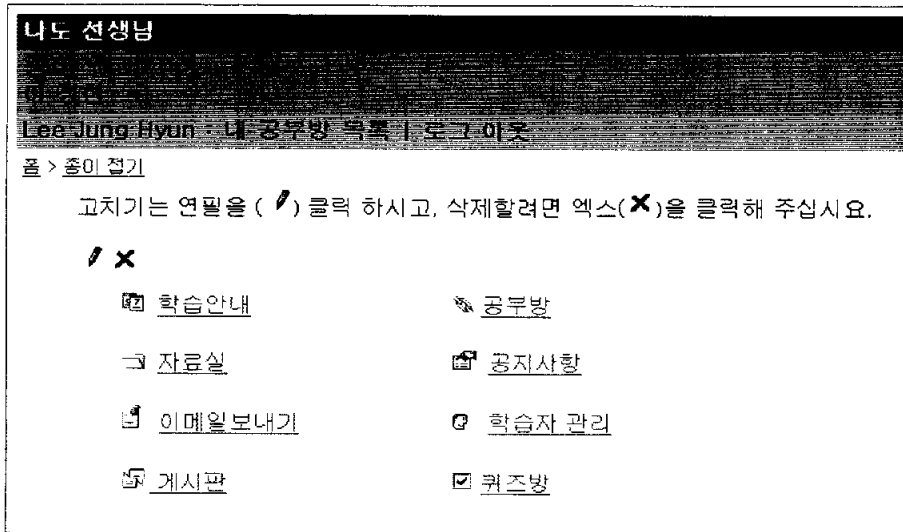 나도 선생님
Lee Jung Hyun · 내 공부방 목록 | 로그 아웃
홈 > 종이 접기
고치기는 연필을 ( ) 클릭 하시고, 삭제할려면 엑스(✗)을 클릭해 주십시요.
학습안내 공부방
자료실 공지사항
이메일보내기 학습자 관리
게시판 퀴즈방